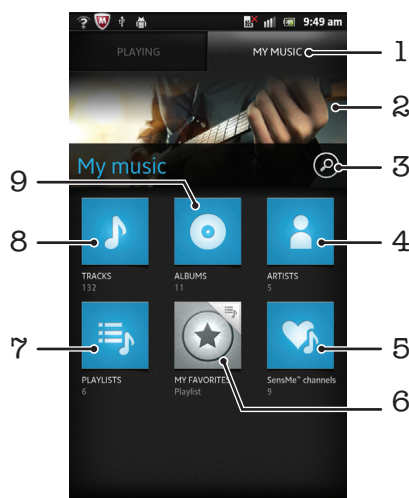 9:49 am
PLAYING
MY MUSIC
1
2
My music
3
9
8
4
TRACKS
132
ALBUMS
11
ARTISTS
5
7
5
PLAYLISTS
6
MY FAVORITES
Playlist
SensMe™ channels
9
6